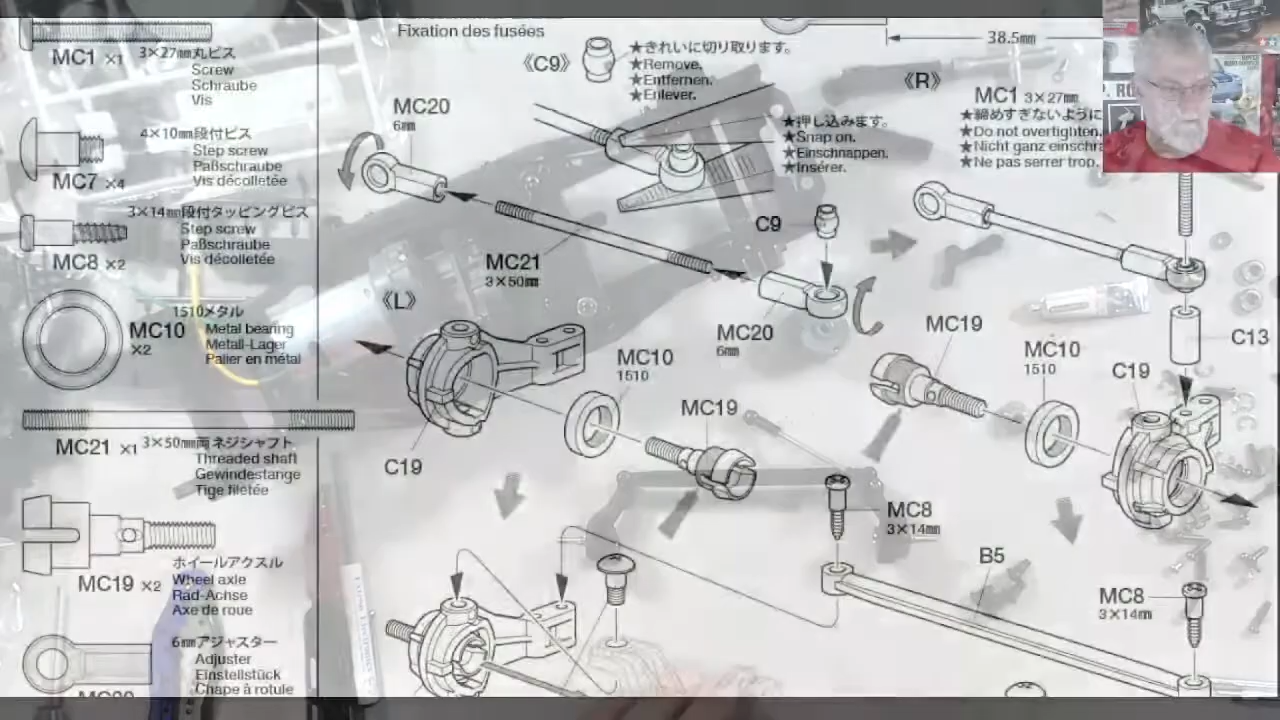 MC1 ×1 3×27mm丸ビス
Screw
Schraube
Vis
4×10mm段付ビス
Step screw
Paßschraube
Vis décolletée
MC7 ×4
3×14mm段付タッピングビス
Step screw
Paßschraube
Vis décolletée
MC8 ×2
1510メタル
Metal bearing
Metall-Lager
Palier en métal
MC10
×2
MC21 ×1 3×50mm両ネジシャフト
Threaded shaft
Gewindestange
Tige filetée
MC19 ×2
ホイールアクスル
Wheel axle
Rad-Achse
Axe de roue
6mmアジャスター
Adjuster
Einstellstück
Chape à rotule
Fixation des fusées
《C9》
★きれいに切り取ります。
★Remove.
★Entfernen.
★Enlever.
38.5mm
《R》
MC1 3×27mm
★締めすぎないように
★Do not overtighten.
★Nicht ganz einschra
★Ne pas serrer trop.
MC20
6mm
★押し込みます。
★Snap on.
★Einschnappen.
★Insérer.
C9
MC21
3×50mm
《L》
MC20
6mm
MC19
C13
MC10
1510
MC10
1510
C19
MC19
C19
MC8
3×14mm
B5
MC8
3×14mm